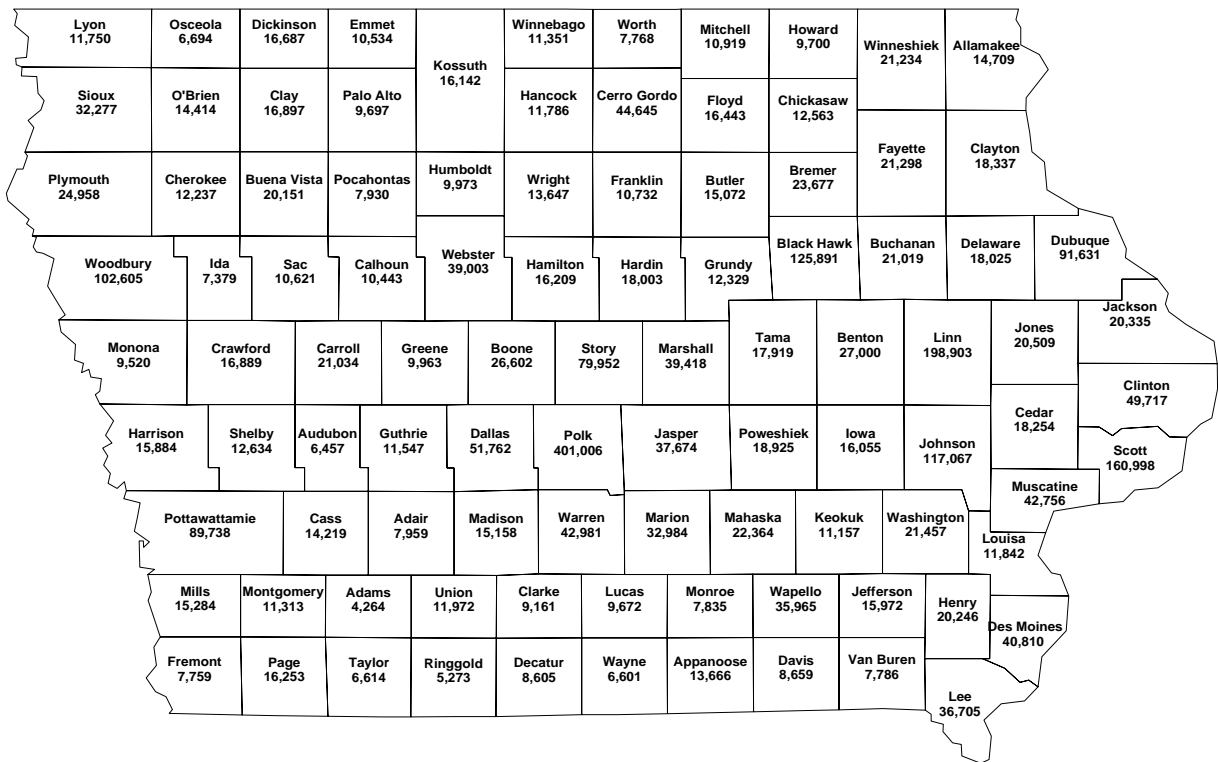 Lyon
11,750
Osceola
6,694
Dickinson
16,687
Emmet
10,534
Kossuth
16,142
Winnebago
11,351
Worth
7,768
Mitchell
10,919
Howard
9,700
Winneshiek
21,234
Allamakee
14,709
Sioux
32,277
O'Brien
14,414
Clay
16,897
Palo Alto
9,697
Hancock
11,786
Cerro Gordo
44,645
Floyd
16,443
Chickasaw
12,563
Fayette
21,298
Clayton
18,337
Plymouth
24,958
Cherokee
12,237
Buena Vista
20,151
Pocahontas
7,930
Humboldt
9,973
Wright
13,647
Franklin
10,732
Butler
15,072
Bremer
23,677
Woodbury
102,605
Ida
7,379
Sac
10,621
Calhoun
10,443
Webster
39,003
Hamilton
16,209
Hardin
18,003
Grundy
12,329
Black Hawk
125,891
Buchanan
21,019
Delaware
18,025
Dubuque
91,631
Monona
9,520
Crawford
16,889
Carroll
21,034
Greene
9,963
Boone
26,602
Story
79,952
Marshall
39,418
Tama
17,919
Benton
27,000
Linn
198,903
Jones
20,509
Jackson
20,335
Clinton
49,717
Harrison
15,884
Shelby
12,634
Audubon
6,457
Guthrie
11,547
Dallas
51,762
Polk
401,006
Jasper
37,674
Poweshiek
18,925
Iowa
16,055
Johnson
117,067
Cedar
18,254
Scott
160,998
Muscatine
42,756
Pottawattamie
89,738
Cass
14,219
Adair
7,959
Madison
15,158
Warren
42,981
Marion
32,984
Mahaska
22,364
Keokuk
11,157
Washington
21,457
Louisa
11,842
Mills
15,284
Montgomery
11,313
Adams
4,264
Union
11,972
Clarke
9,161
Lucas
9,672
Monroe
7,835
Wapello
35,965
Jefferson
15,972
Henry
20,246
Des Moines
40,810
Fremont
7,759
Page
16,253
Taylor
6,614
Ringgold
5,273
Decatur
8,605
Wayne
6,601
Appanoose
13,666
Davis
8,659
Van Buren
7,786
Lee
36,705